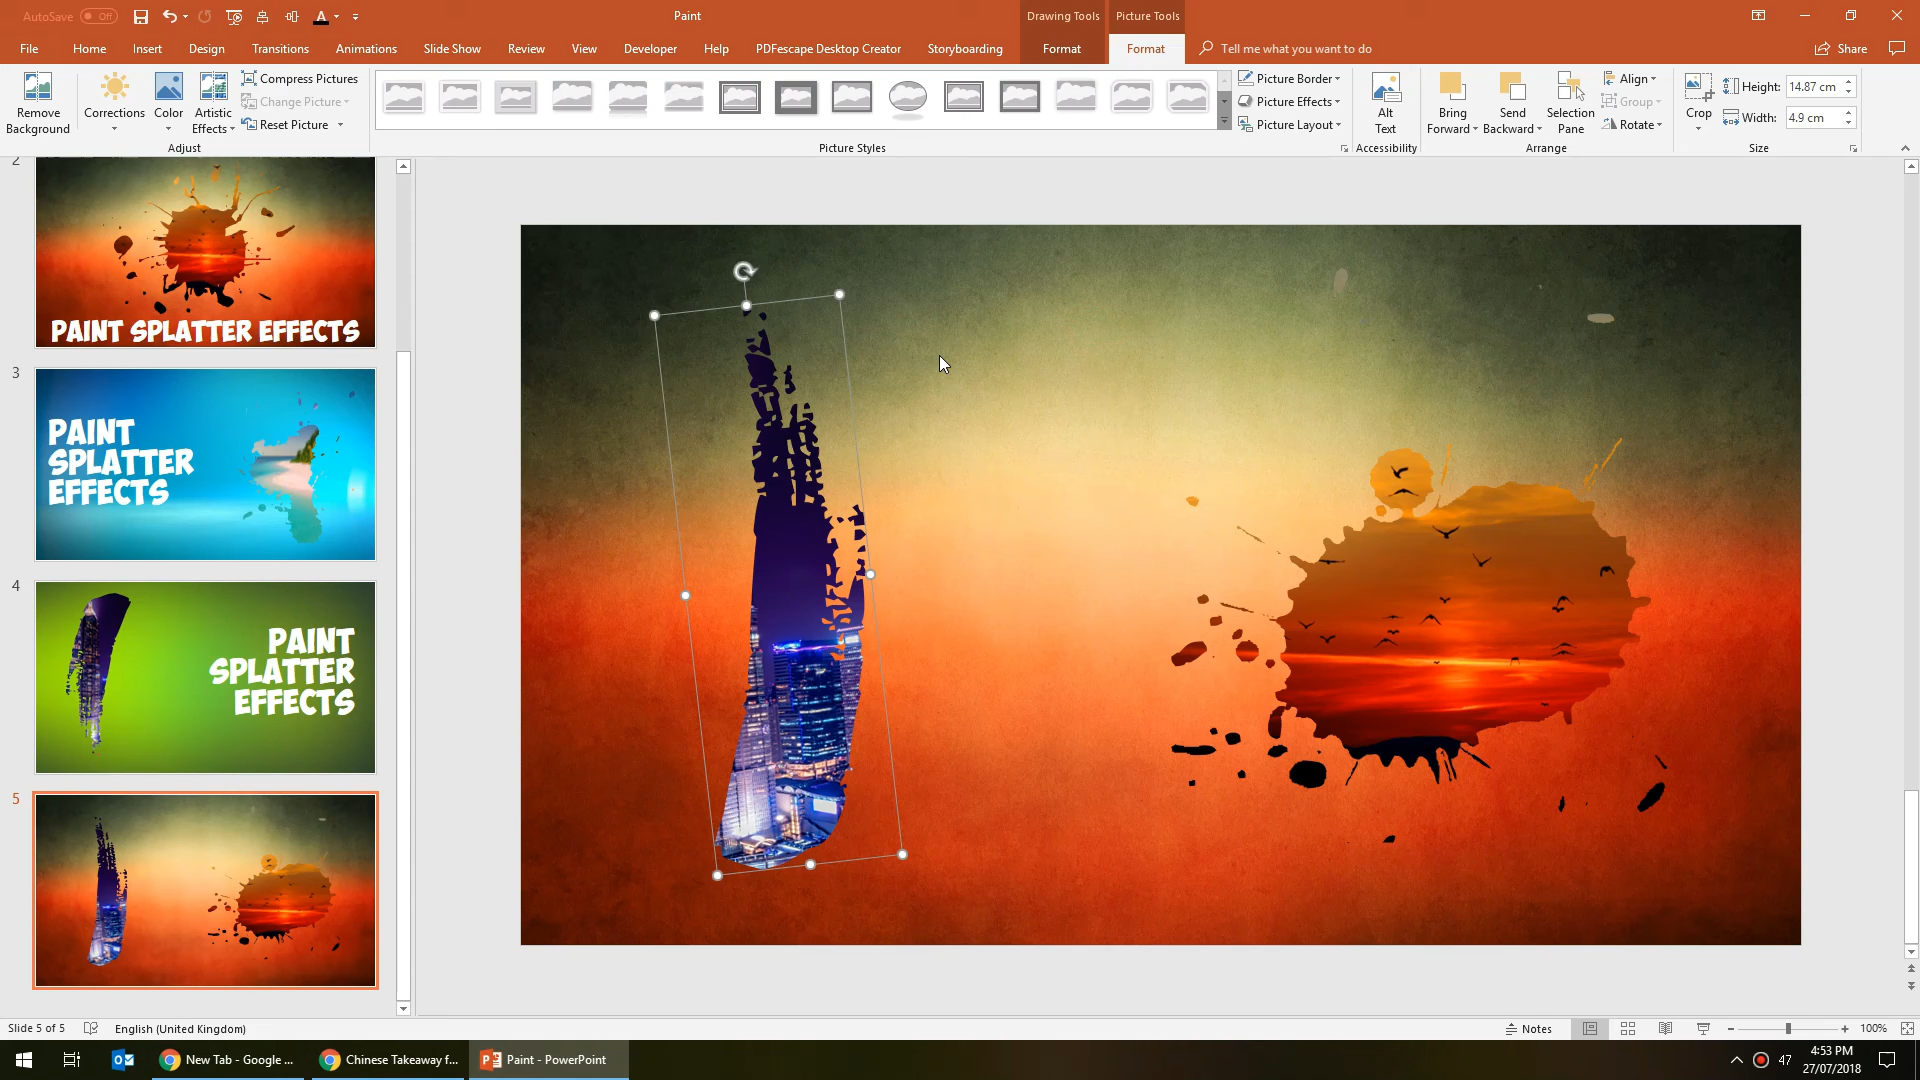 AutoSave Off
Paint
Drawing Tools Picture Tools
File Home Insert Design Transitions Animations Slide Show Review View Developer Help PDFescape Desktop Creator Storyboarding Format Format Tell me what you want to do Share
Remove Background
Corrections
Color
Artistic Effects
Compress Pictures
Change Picture
Reset Picture
Adjust
Picture Styles
Picture Border
Picture Effects
Picture Layout
Alt Text
Accessibility
Bring Forward
Send Backward
Selection Pane
Align
Group
Rotate
Arrange
Crop
Height: 14.87 cm
Width: 4.9 cm
Size
2
PAINT SPLATTER EFFECTS
3
PAINT
SPLATTER
EFFECTS
4
PAINT
SPLATTER
EFFECTS
5
Slide 5 of 5 English (United Kingdom) Notes 100%
New Tab - Google ... Chinese Takeaway f... Paint - PowerPoint 47
4:53 PM
27/07/2018